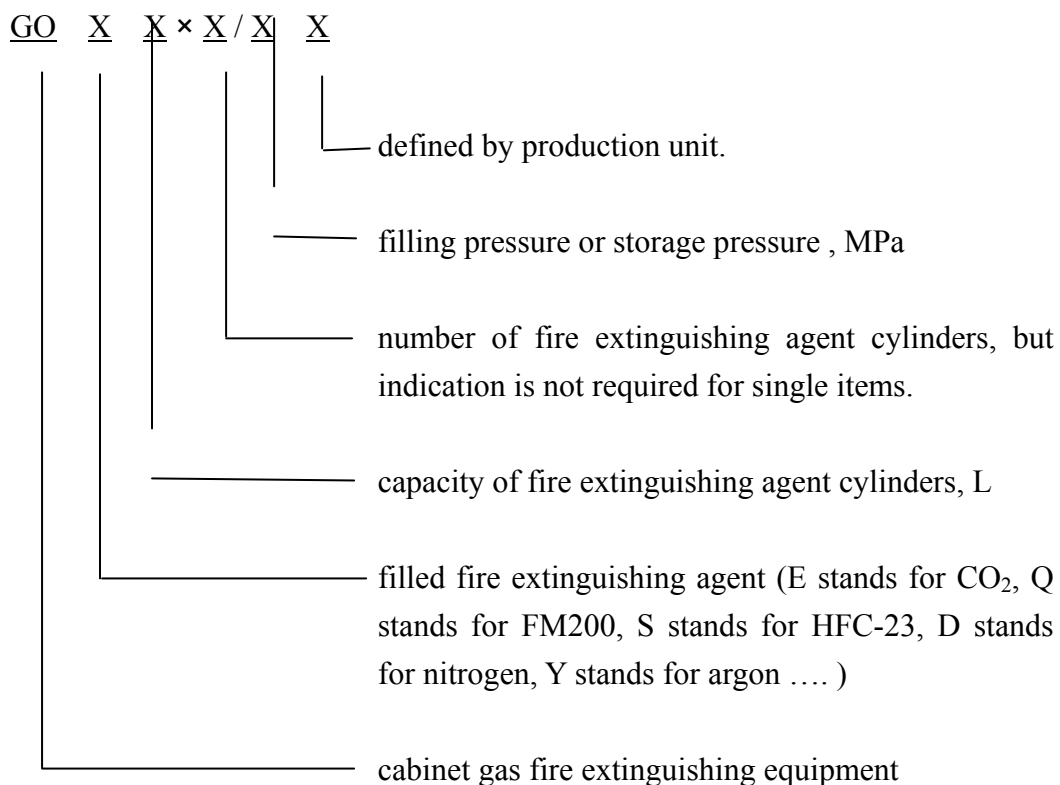 GO X X × X / X X
defined by production unit.
filling pressure or storage pressure , MPa
number of fire extinguishing agent cylinders, but
indication is not required for single items.
capacity of fire extinguishing agent cylinders, L
filled fire extinguishing agent (E stands for CO₂, Q
stands for FM200, S stands for HFC-23, D stands
for nitrogen, Y stands for argon …. )
cabinet gas fire extinguishing equipment